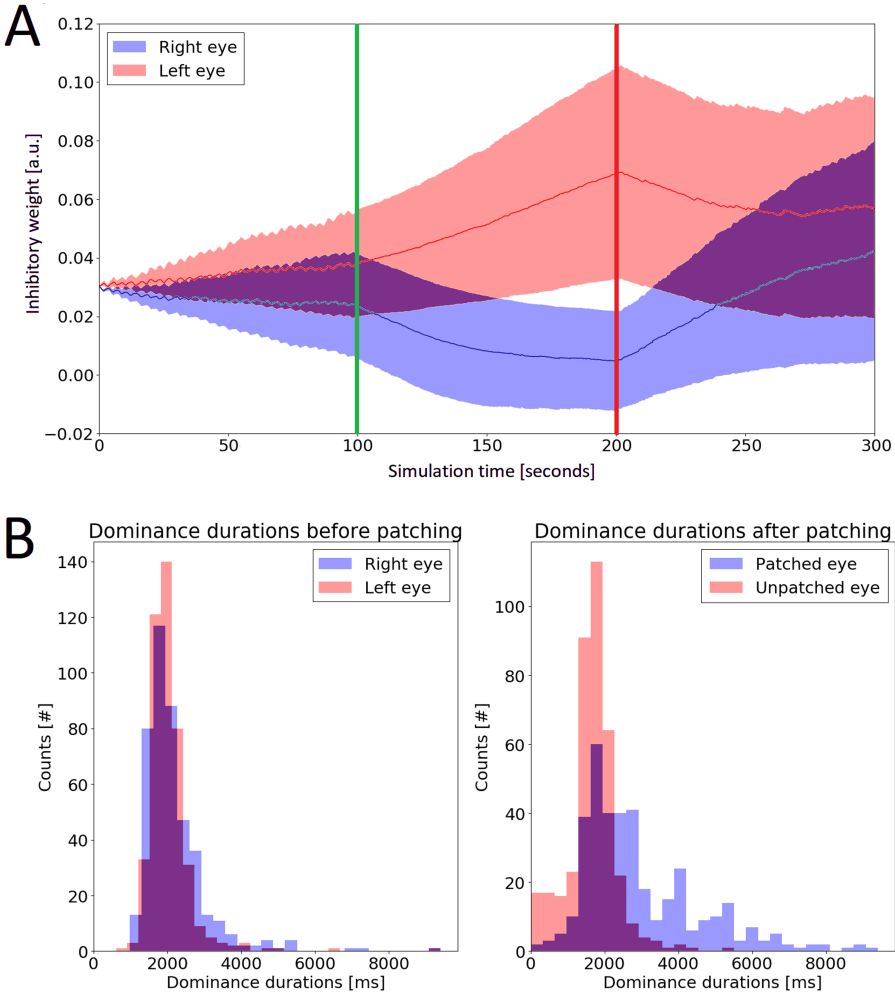 A
0.12
0.10
0.08
0.06
0.04
0.02
0.00
−0.02
Inhibitory weight [a.u.]
Right eye
Left eye
0 50 100 150 200 250 300
Simulation time [seconds]
B
Dominance durations before patching
140
120
100
80
60
40
20
0
Counts [#]
Right eye
Left eye
0 2000 4000 6000 8000
Dominance durations [ms]
Dominance durations after patching
100
80
60
40
20
0
Counts [#]
Patched eye
Unpatched eye
0 2000 4000 6000 8000
Dominance durations [ms]